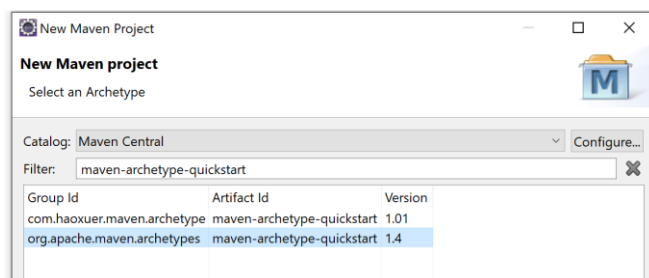 New Maven Project
New Maven project
Select an Archetype
M
Catalog: Maven Central Configure...
Filter: maven-archetype-quickstart
Group Id Artifact Id Version
com.haoxuer.maven.archetype maven-archetype-quickstart 1.01
org.apache.maven.archetypes maven-archetype-quickstart 1.4